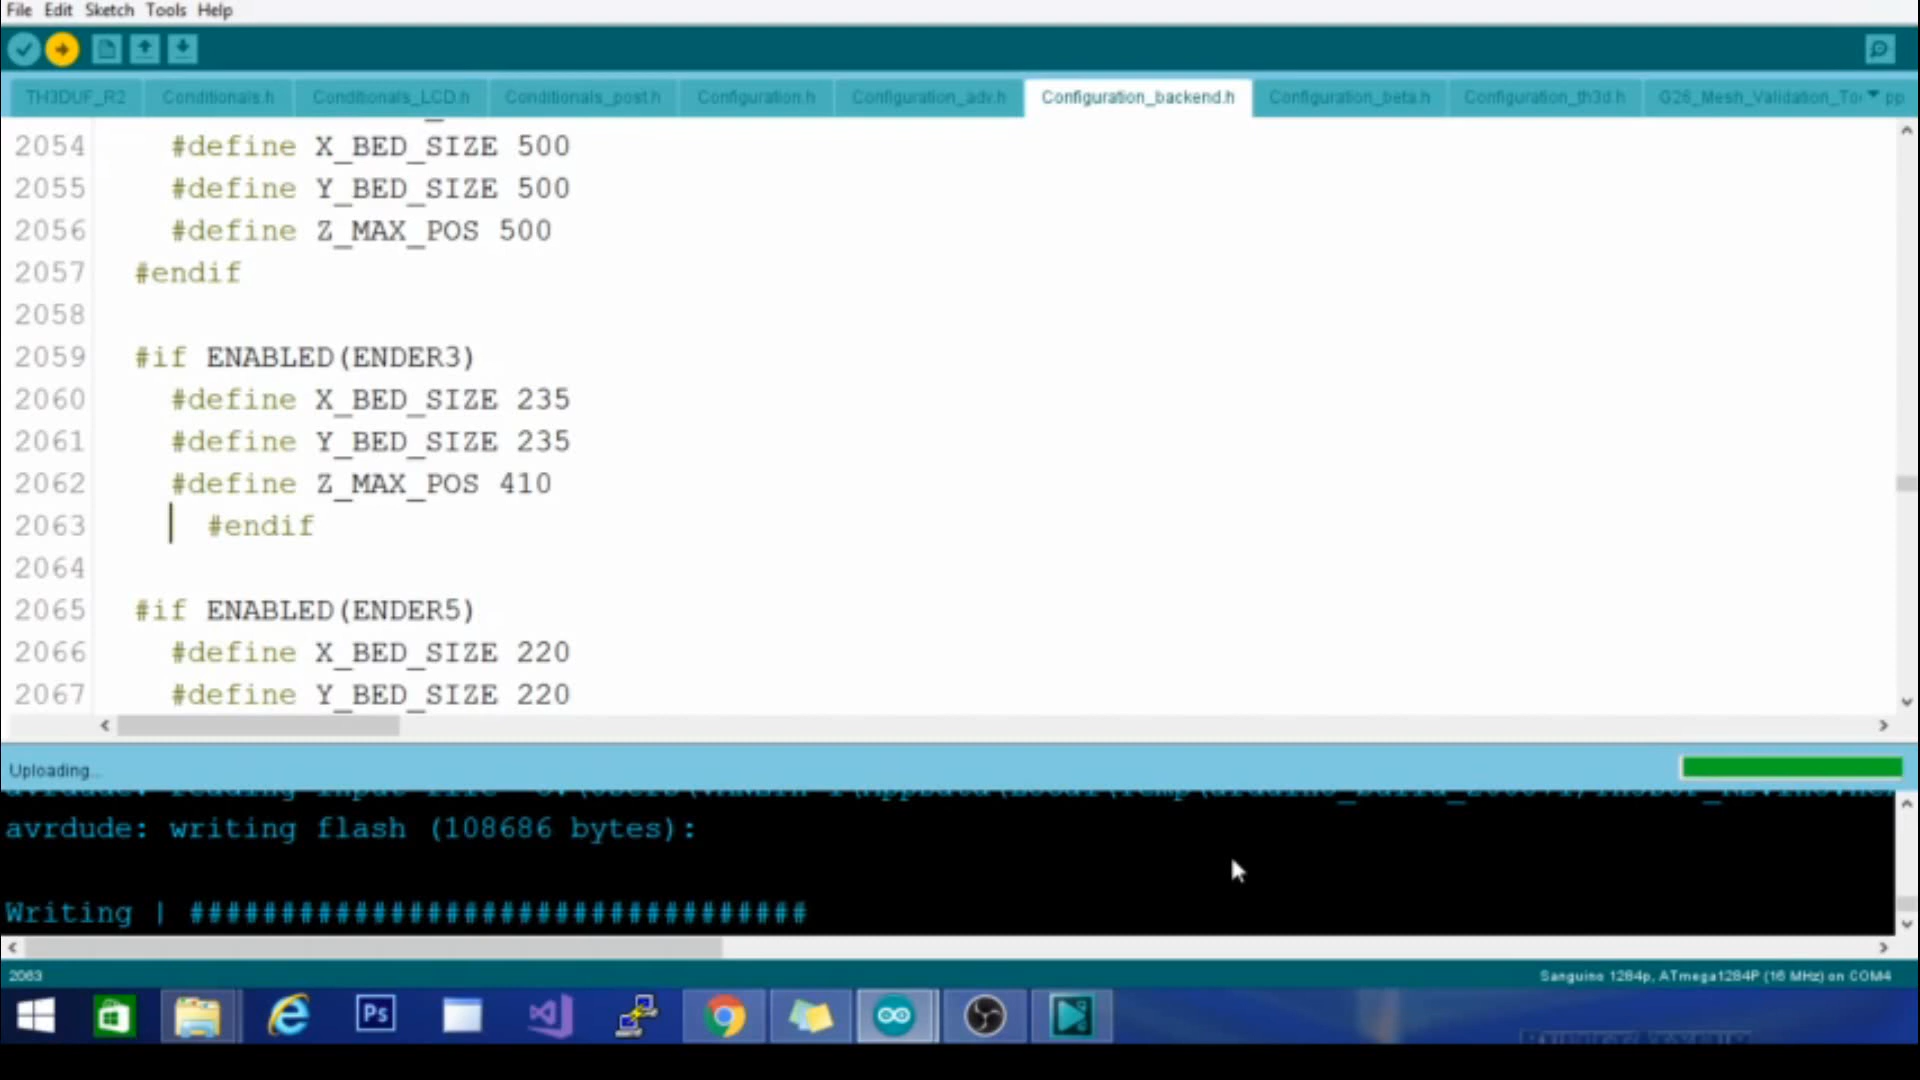 File Edit Sketch Tools Help
TH3DUF_R2 Conditionals.h Conditionals_LCD.h Conditionals_post.h Configuration.h Configuration_adv.h Configuration_backend.h Configuration_beta.h Configuration_th3d.h G26_Mesh_Validation_To pp
2054 #define X_BED_SIZE 500
2055 #define Y_BED_SIZE 500
2056 #define Z_MAX_POS 500
2057 #endif
2058
2059 #if ENABLED(ENDER3)
2060 #define X_BED_SIZE 235
2061 #define Y_BED_SIZE 235
2062 #define Z_MAX_POS 410
2063 #endif
2064
2065 #if ENABLED(ENDER5)
2066 #define X_BED_SIZE 220
2067 #define Y_BED_SIZE 220
Uploading...
avrdude: writing flash (108686 bytes):
Writing | ##################################
2063 Sanguino 1284p, ATmega1284P (16 MHz) on COM4
Ps